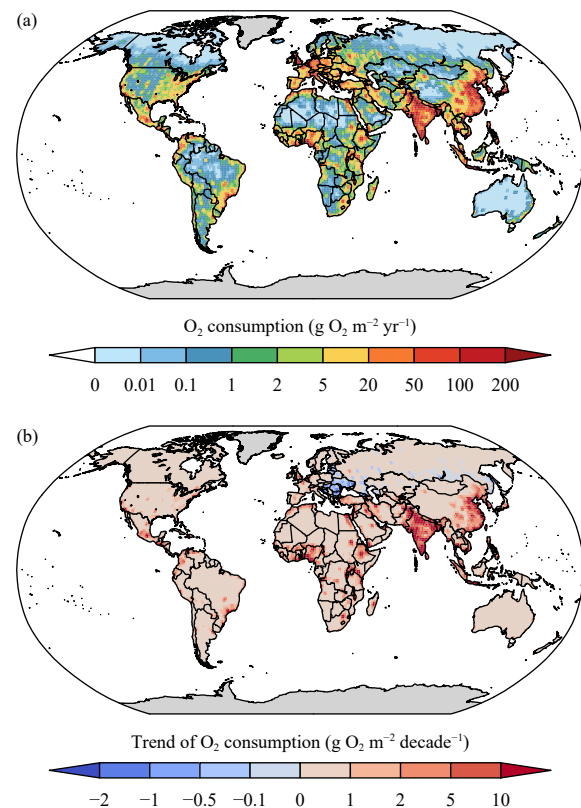 (a)
O₂ consumption (g O₂ m⁻² yr⁻¹)
0 0.01 0.1 1 2 5 20 50 100 200
(b)
Trend of O₂ consumption (g O₂ m⁻² decade⁻¹)
−2 −1 −0.5 −0.1 0 1 2 5 10